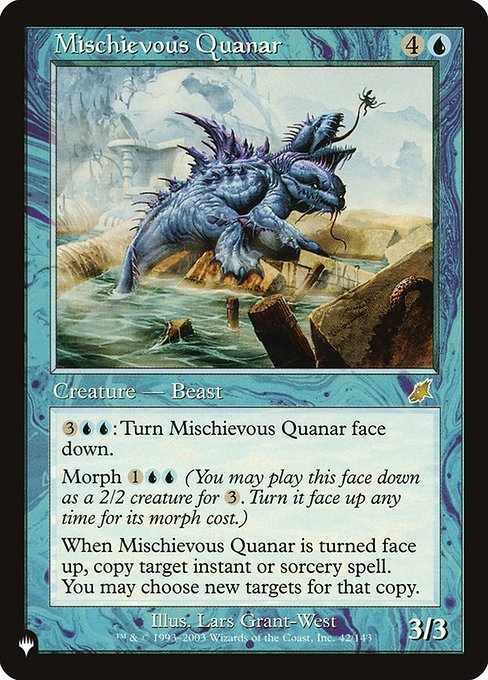 Mischievous Quanar 4
Creature — Beast
3: Turn Mischievous Quanar face
down.
Morph 1 (You may play this face down
as a 2/2 creature for 3. Turn it face up any
time for its morph cost.)
When Mischievous Quanar is turned face
up, copy target instant or sorcery spell.
You may choose new targets for that copy.
Illus. Lars Grant-West
3/3
™ & © 1993–2003 Wizards of the Coast, Inc. 42/143